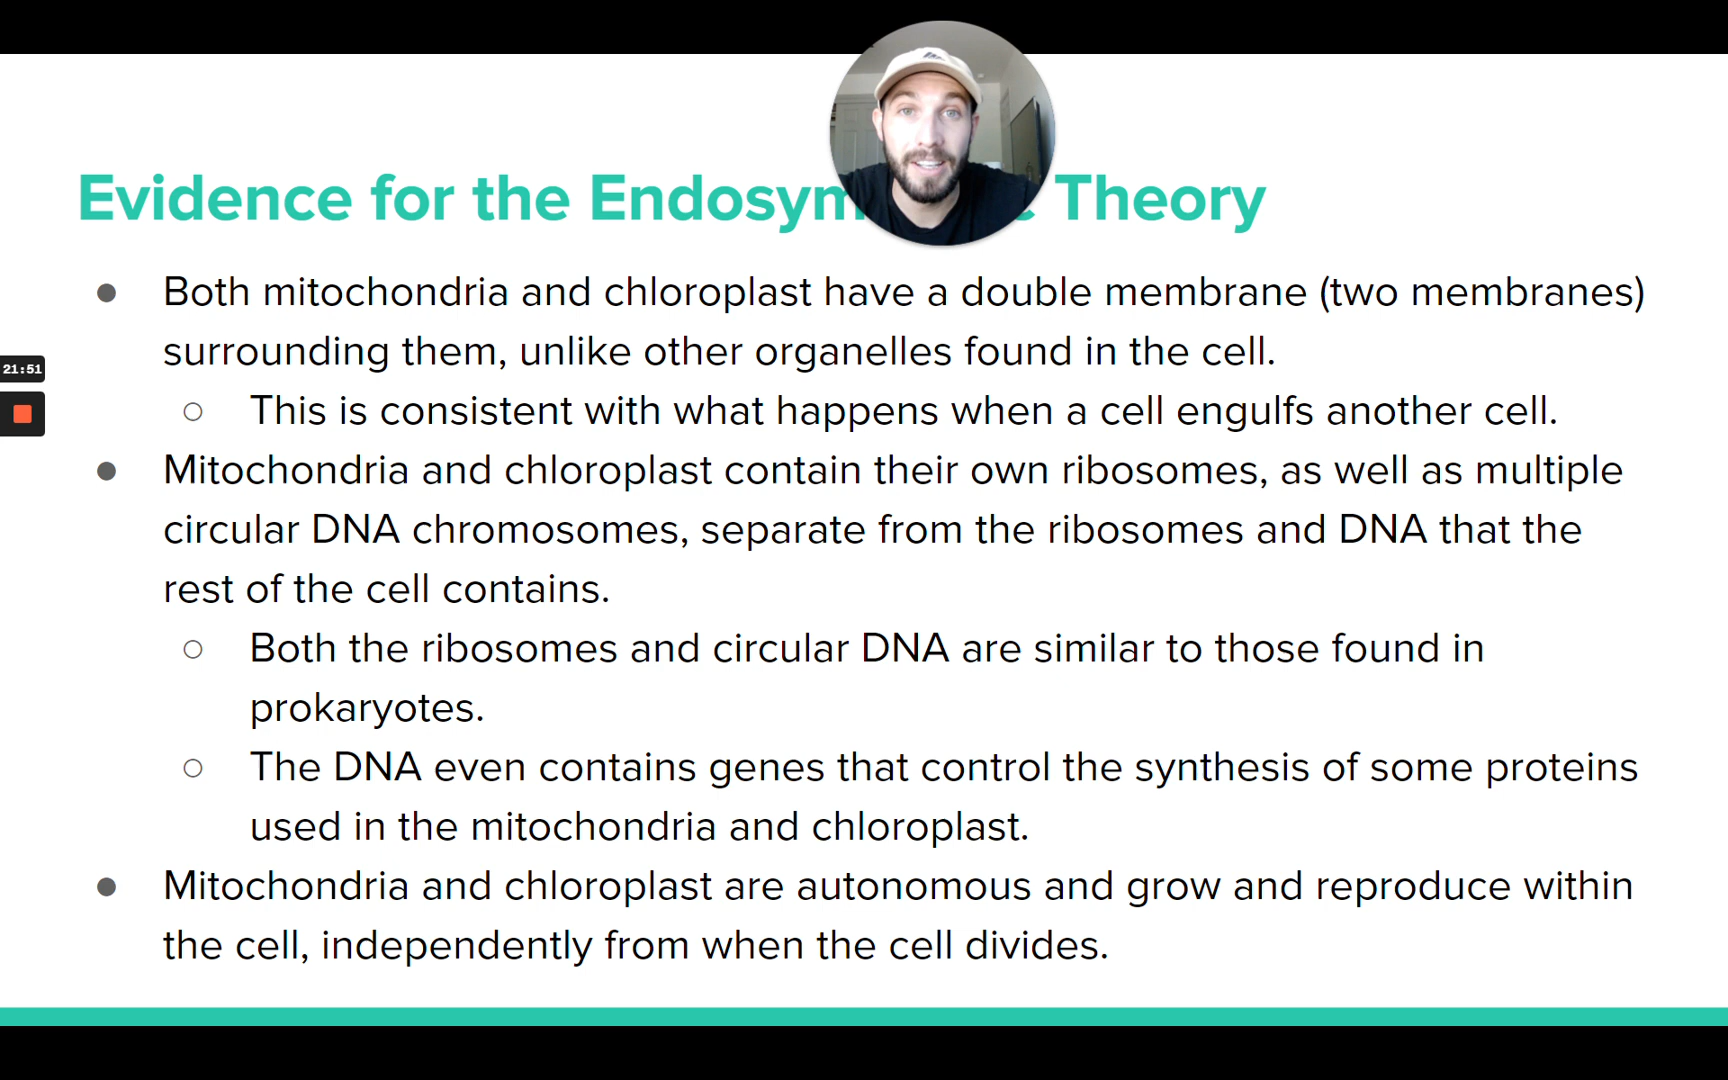 Evidence for the Theory
Both mitochondria and chloroplast have a double membrane (two membranes)
surrounding them, unlike other organelles found in the cell.
This is consistent with what happens when a cell engulfs another cell.
Mitochondria and chloroplast contain their own ribosomes, as well as multiple
circular DNA chromosomes, separate from the ribosomes and DNA that the
rest of the cell contains.
Both the ribosomes and circular DNA are similar to those found in
prokaryotes.
The DNA even contains genes that control the synthesis of some proteins
used in the mitochondria and chloroplast.
Mitochondria and chloroplast are autonomous and grow and reproduce within
the cell, independently from when the cell divides.
21:51